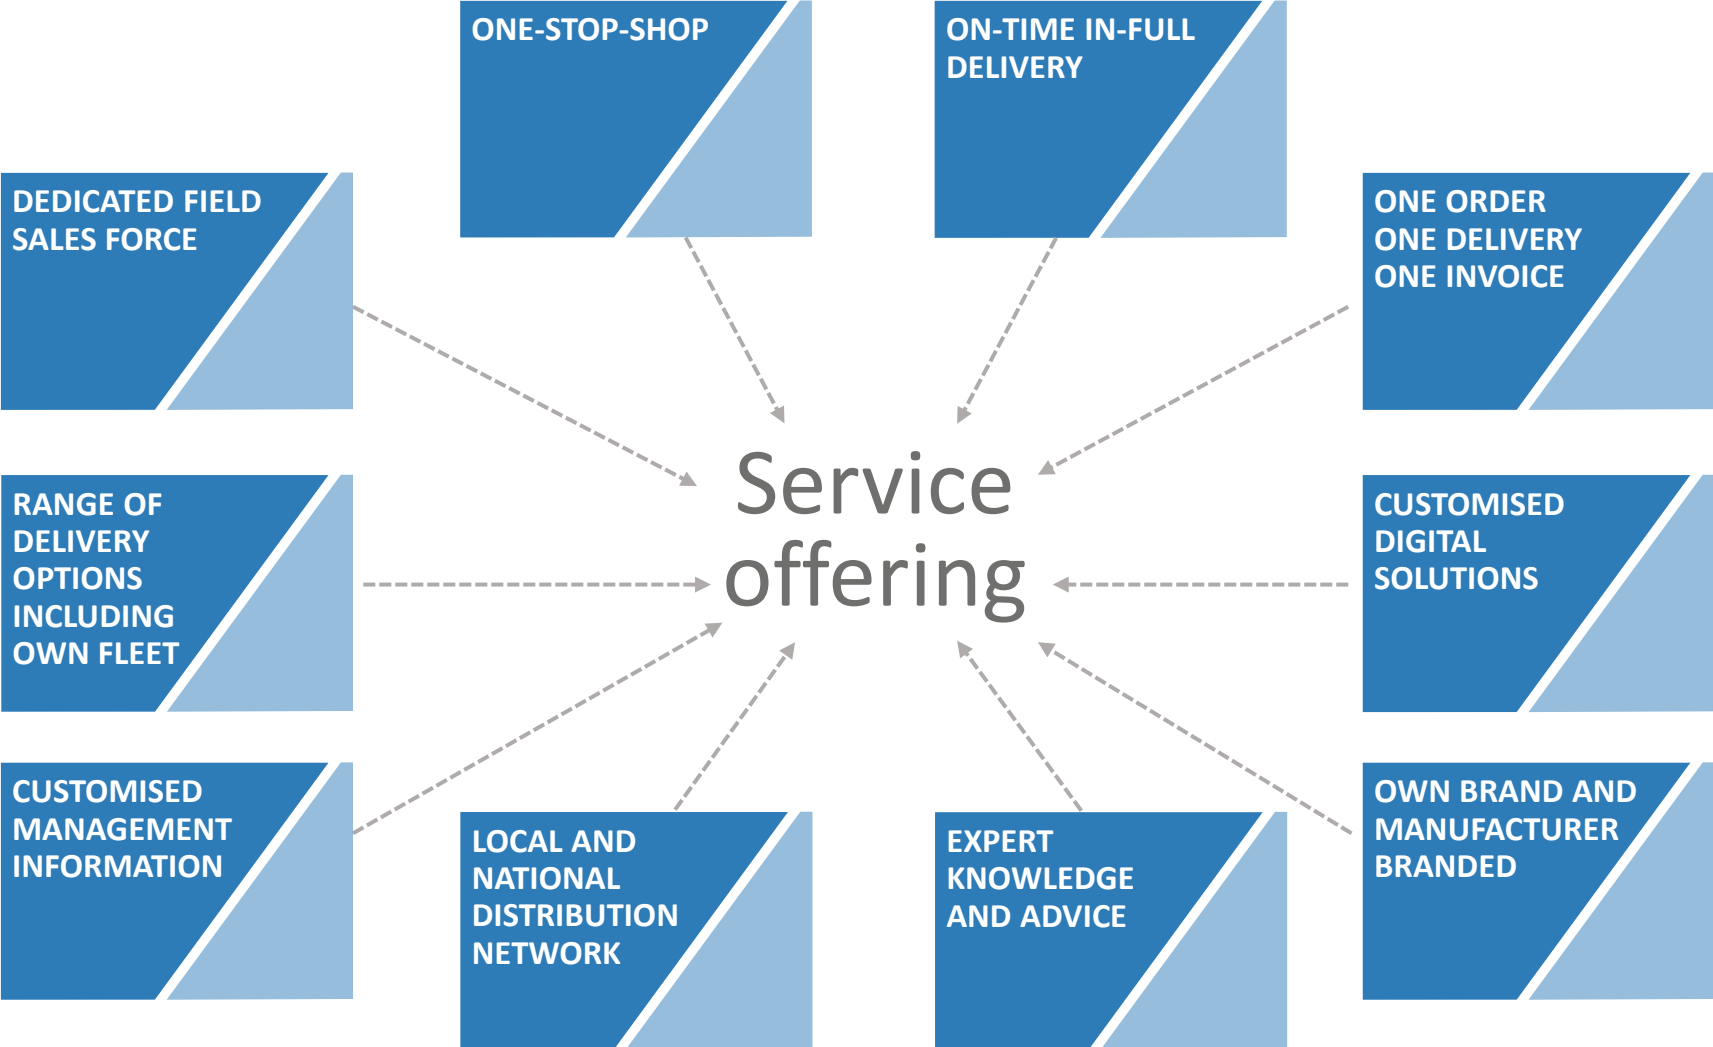 ONE-STOP-SHOP
ON-TIME IN-FULL
DELIVERY
DEDICATED FIELD
SALES FORCE
ONE ORDER
ONE DELIVERY
ONE INVOICE
Service
offering
RANGE OF
DELIVERY
OPTIONS
INCLUDING
OWN FLEET
CUSTOMISED
DIGITAL
SOLUTIONS
CUSTOMISED
MANAGEMENT
INFORMATION
LOCAL AND
NATIONAL
DISTRIBUTION
NETWORK
EXPERT
KNOWLEDGE
AND ADVICE
OWN BRAND AND
MANUFACTURER
BRANDED